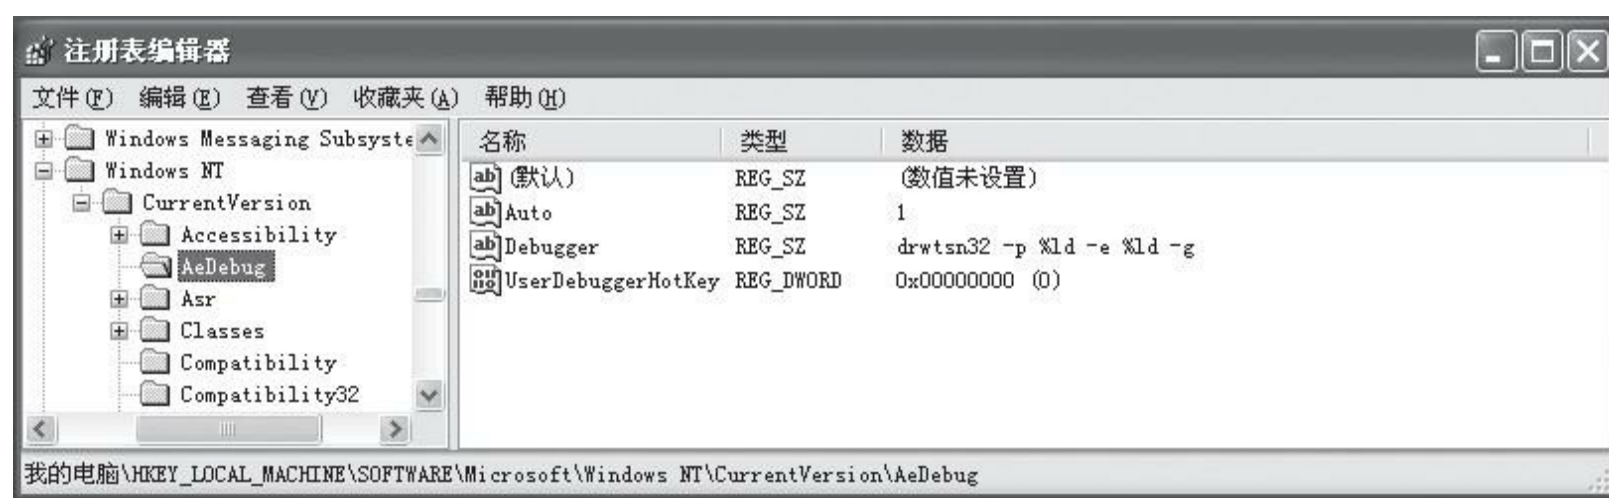 注册表编辑器
文件(F) 编辑(E) 查看(V) 收藏夹(A) 帮助(H)
Windows Messaging Subsyste
Windows NT
CurrentVersion
Accessibility
AeDebug
Asr
Classes
Compatibility
Compatibility32
名称 类型 数据
(默认) REG_SZ (数值未设置)
Auto REG_SZ 1
Debugger REG_SZ drwtsn32 -p %ld -e %ld -g
UserDebuggerHotKey REG_DWORD 0x00000000 (0)
我的电脑\HKEY_LOCAL_MACHINE\SOFTWARE\Microsoft\Windows NT\CurrentVersion\AeDebug